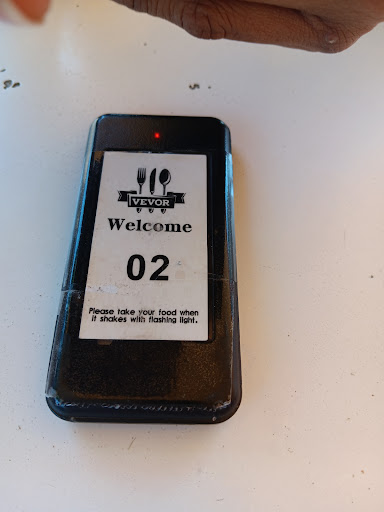 VEVOR
Welcome
02
Please take your food when
it shakes with flashing light.